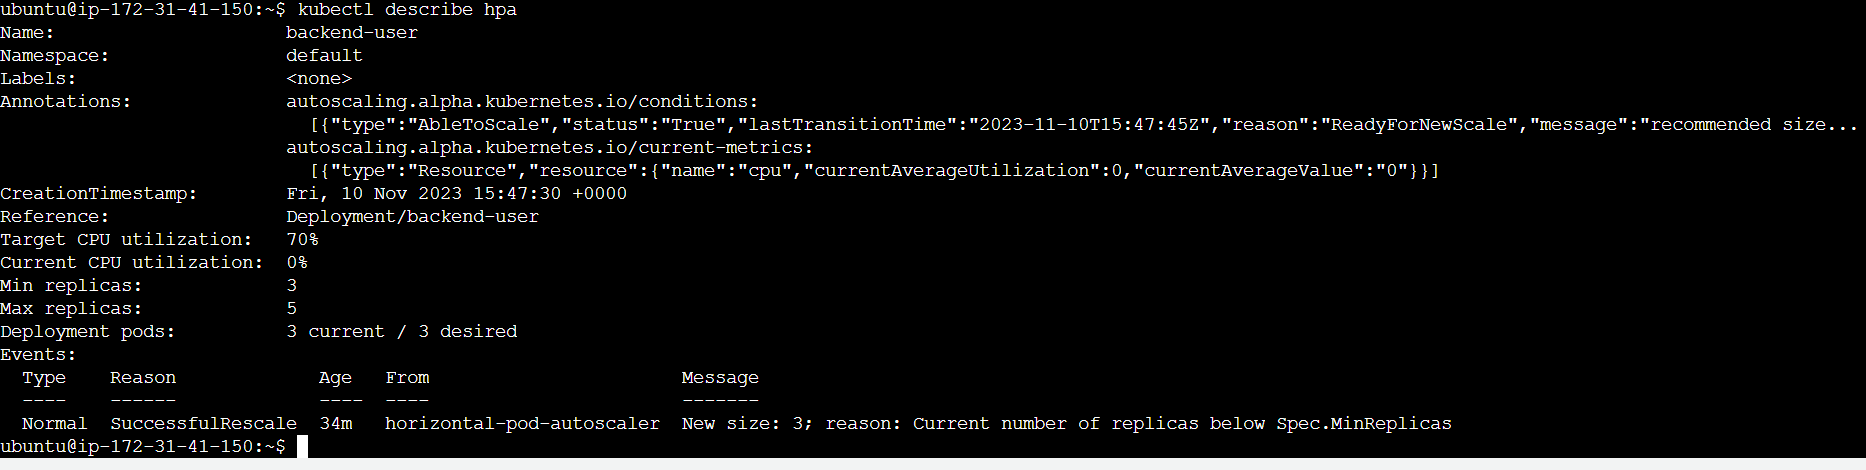 ubuntu@ip-172-31-41-150:~$ kubectl describe hpa
Name:                     backend-user
Namespace:                default
Labels:                   <none>
Annotations:              autoscaling.alpha.kubernetes.io/conditions:
                            [{"type":"AbleToScale","status":"True","lastTransitionTime":"2023-11-10T15:47:45Z","reason":"ReadyForNewScale","message":"recommended size...
                          autoscaling.alpha.kubernetes.io/current-metrics:
                            [{"type":"Resource","resource":{"name":"cpu","currentAverageUtilization":0,"currentAverageValue":"0"}}]
CreationTimestamp:        Fri, 10 Nov 2023 15:47:30 +0000
Reference:                Deployment/backend-user
Target CPU utilization:   70%
Current CPU utilization:  0%
Min replicas:             3
Max replicas:             5
Deployment pods:          3 current / 3 desired
Events:
  Type    Reason             Age   From                       Message
  ----    ------             ----  ----                       -------
  Normal  SuccessfulRescale  34m   horizontal-pod-autoscaler  New size: 3; reason: Current number of replicas below Spec.MinReplicas
ubuntu@ip-172-31-41-150:~$